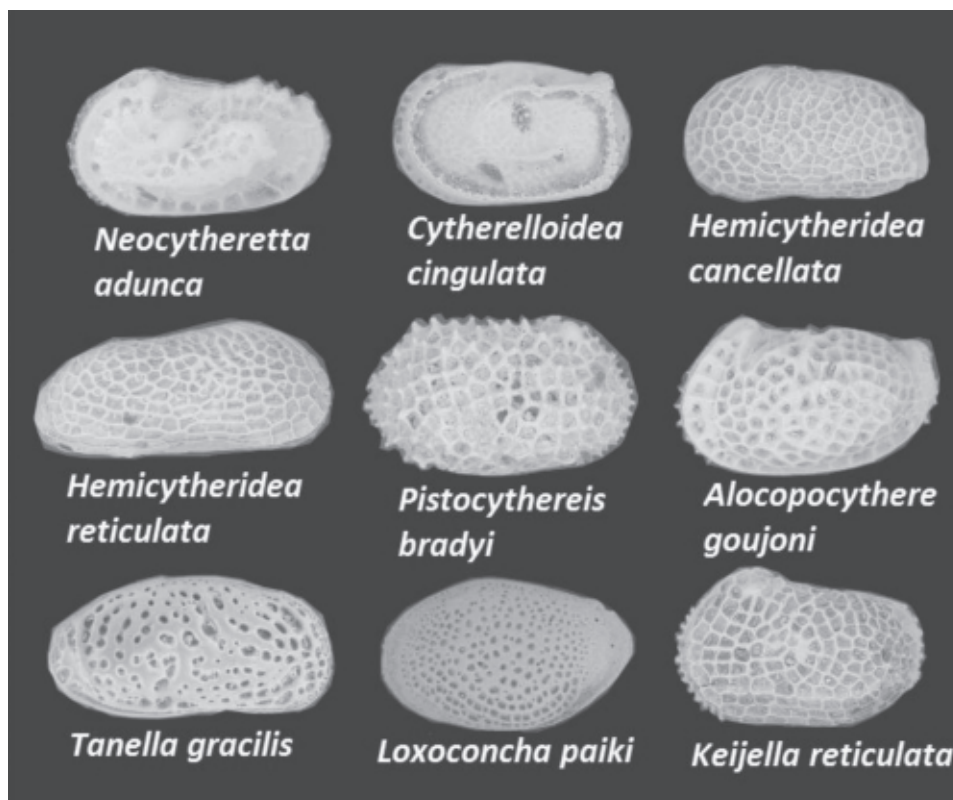 Neocytheretta
adunca
Cytherelloidea
cingulata
Hemicytheridea
cancellata
Hemicytheridea
reticulata
Pistocythereis
bradyi
Alocopocythere
goujoni
Tanella gracilis
Loxoconcha paiki
Keijella reticulata